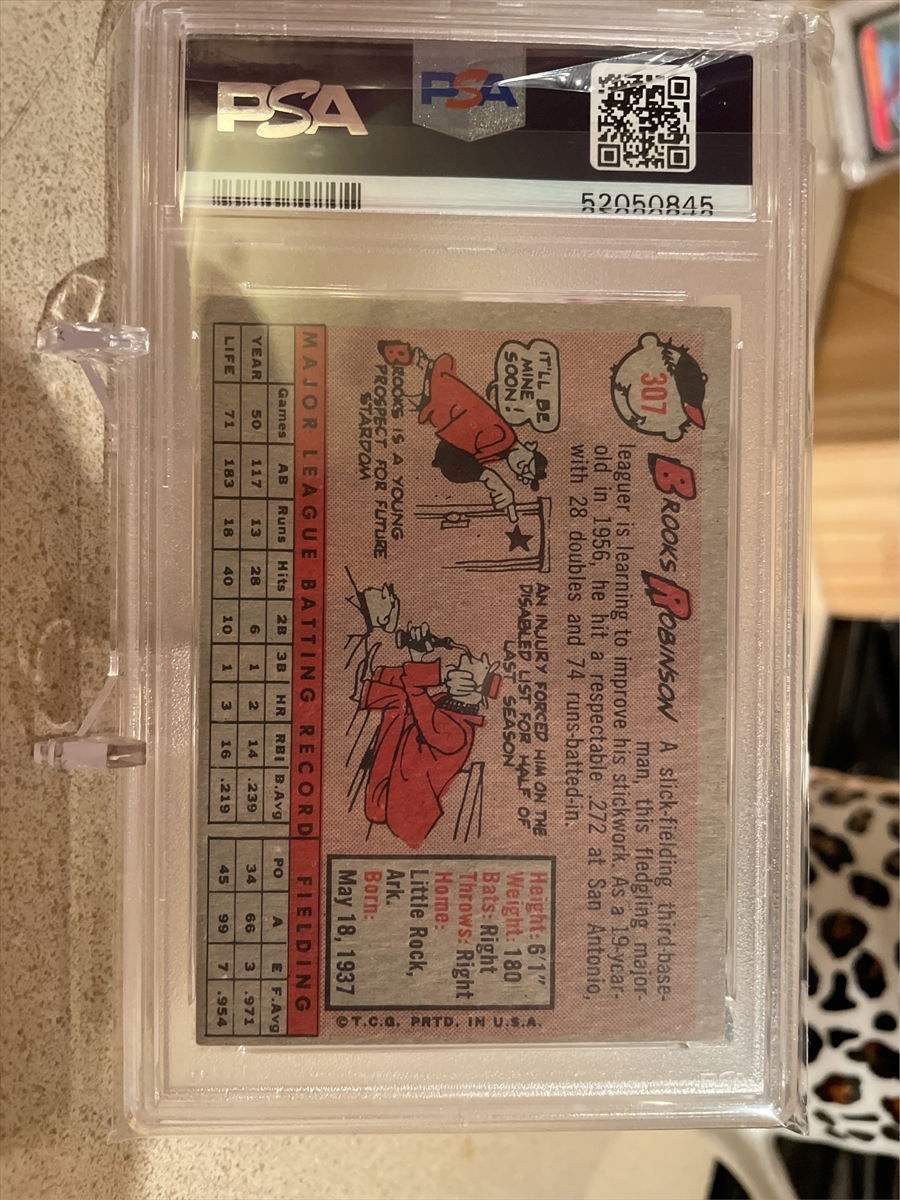 PSA
PSA
52050845
307
BROOKS ROBINSON A slick-fielding third-base-
man, this fledgling major-
league is learning to improve his stickwork. As a 19-year-
old in 1956, he hit a respectable .272 at San Antonio,
with 28 doubles and 74 runs-batted-in.
IT'LL BE
MINE
SOON!
BROOKS IS A YOUNG
PROSPECT FOR FUTURE
STARDOM
AN INJURY FORCED HIM ON THE
DISABLED LIST FOR HALF OF
LAST SEASON
Height: 6'1"
Weight: 180
Bats: Right
Throws: Right
Home:
Little Rock,
Ark.
Born:
May 18, 1937
©T.C.G. PRTD. IN U.S.A.
MAJOR LEAGUE BATTING RECORD FIELDING
Games AB Runs Hits 2B 3B HR RBI B.Avg PO A E F.Avg
YEAR 50 117 13 28 6 1 2 14 .239 34 66 3 .971
LIFE 71 183 18 40 10 1 3 16 .219 45 99 7 .954